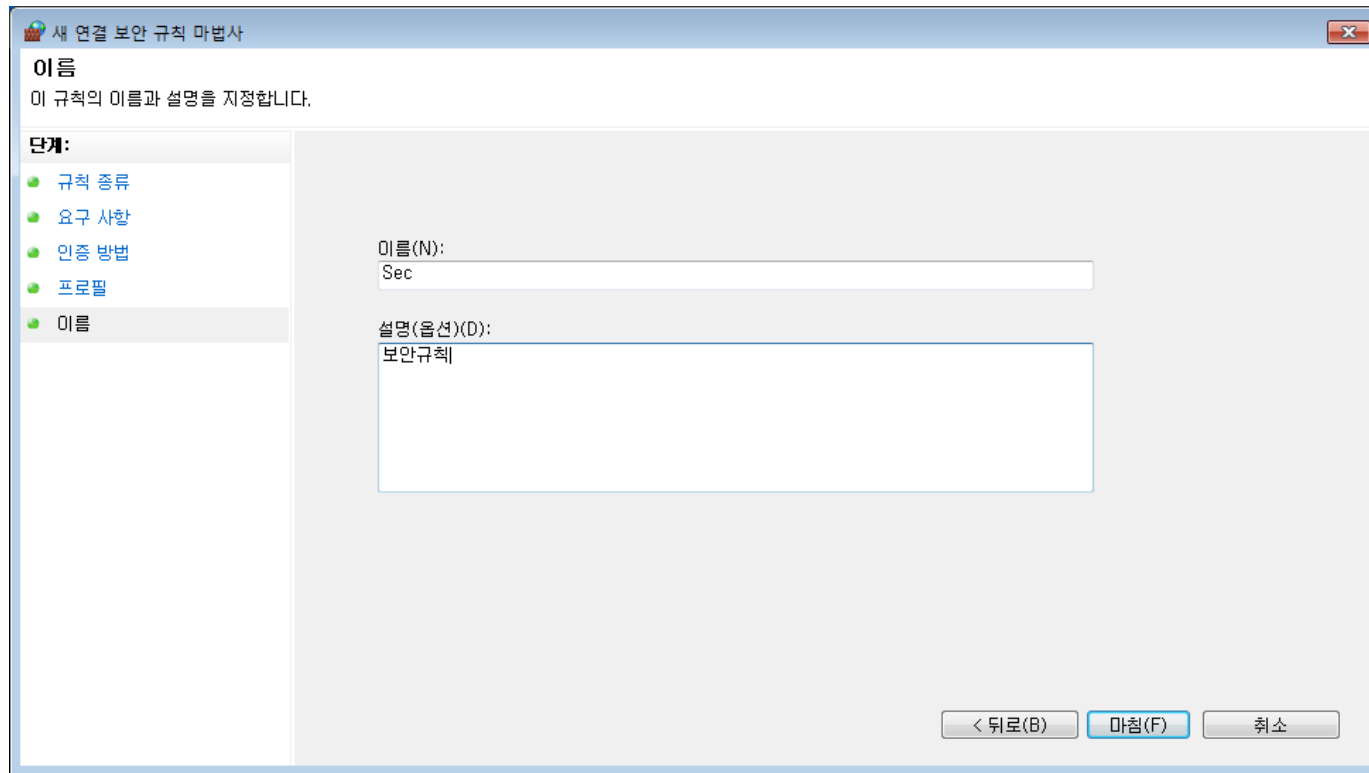 새 연결 보안 규칙 마법사
이름
이 규칙의 이름과 설명을 지정합니다.
단계:
규칙 종류
요구 사항
인증 방법
프로필
이름
이름(N):
Sec
설명(옵션)(D):
보안규칙
< 뒤로(B) 마침(F) 취소